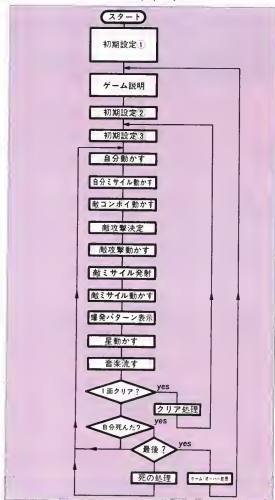 スタート
初期設定①
ゲーム説明
初期設定2
初期設定3
自分動かす
自分ミサイル動かす
敵コンボイ動かす
敵攻撃決定
敵攻撃動かす
敵ミサイル発射
敵ミサイル動かす
爆発パターン表示
星動かす
音楽流す
1面クリア?
yes
クリア処理
自分死んだ?
yes
最後?
yes
死の処理
ゲームオーバー処理